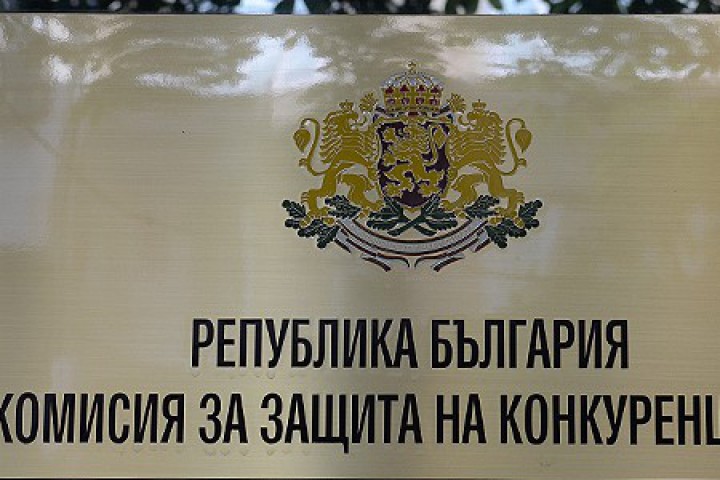 РЕПУБЛИКА БЪЛГАРИЯ
КОМИСИЯ ЗА ЗАЩИТА НА КОНКУРЕНЦ